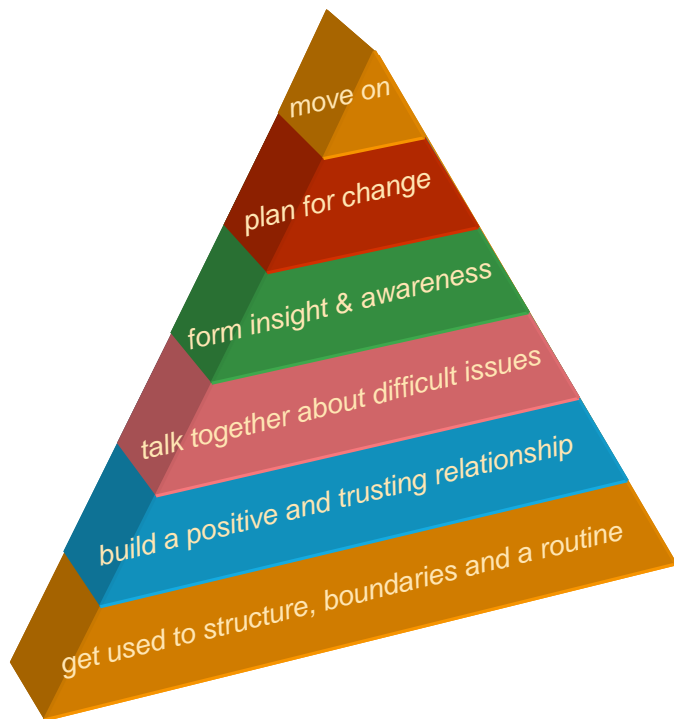 move on
plan for change
form insight & awareness
talk together about difficult issues
build a positive and trusting relationship
get used to structure, boundaries and a routine